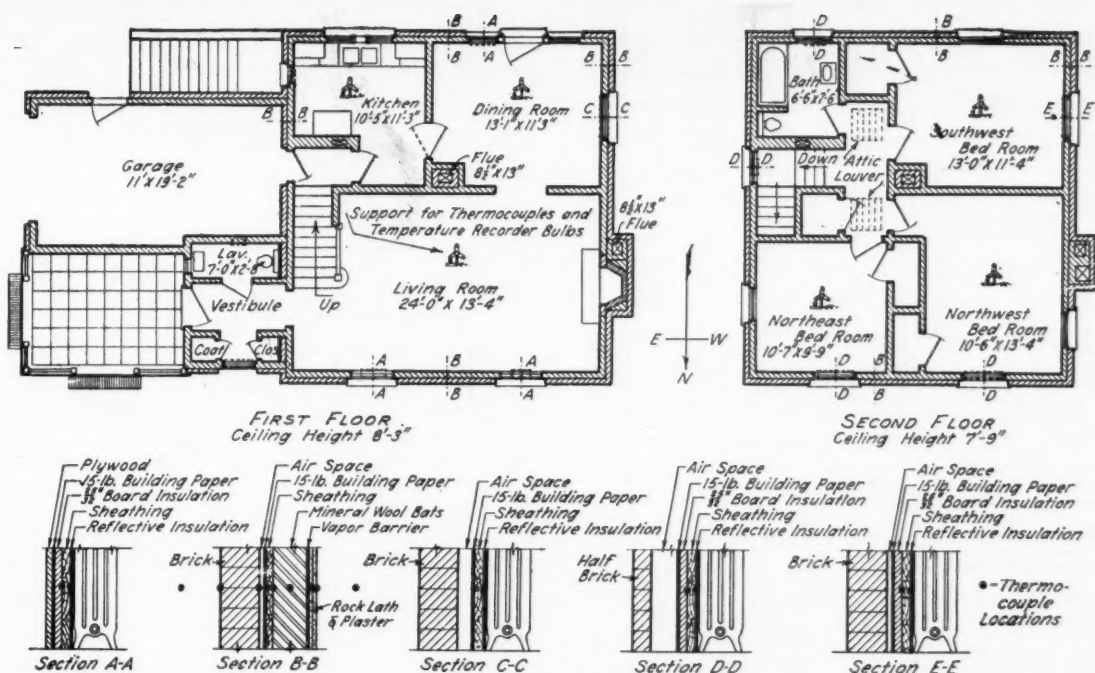 B
A
B
A
Kitchen
10'-5"X11'-3"
Dining Room
13'-1"X11'3"
B
B
C
C
B
B
Garage
11'X19'-2"
Flue
8½"X13"
8½"X13"
Flue
Support for Thermocouples and
Temperature Recorder Bulbs
Lav.
7'-0"X2'-8"
Vestibule
Up
Living Room
24'-0" X 13'-4"
Coat
Clos
A
B
A
A
B
A
E
W
N
FIRST FLOOR
Ceiling Height 8'-3"
D
D
B
B
B
B
Bath
6'-6"X7'-6"
E
E
Southwest
Bed Room
13'-0"X11'-4"
D
D
Down
Attic
Louver
Northeast
Bed Room
10'-7"X9'-9"
Northwest
Bed Room
10'-6"X13'-4"
D
B
D
D
B
D
SECOND FLOOR
Ceiling Height 7'-9"
Plywood
15-lb. Building Paper
Board Insulation
Sheathing
Reflective Insulation
Section A-A
Air Space
15-lb. Building Paper
Sheathing
Mineral Wool Bats
Vapor Barrier
Brick
Rock Lath
& Plaster
Section B-B
Air Space
15-lb. Building Paper
Sheathing
Reflective Insulation
Brick
Section C-C
Air Space
15-lb. Building Paper
Board Insulation
Sheathing
Reflective Insulation
Half
Brick
Section D-D
Air Space
15-lb. Building Paper
Board Insulation
Sheathing
Reflective Insulation
Brick
Section E-E
-Thermo-
couple
Locations